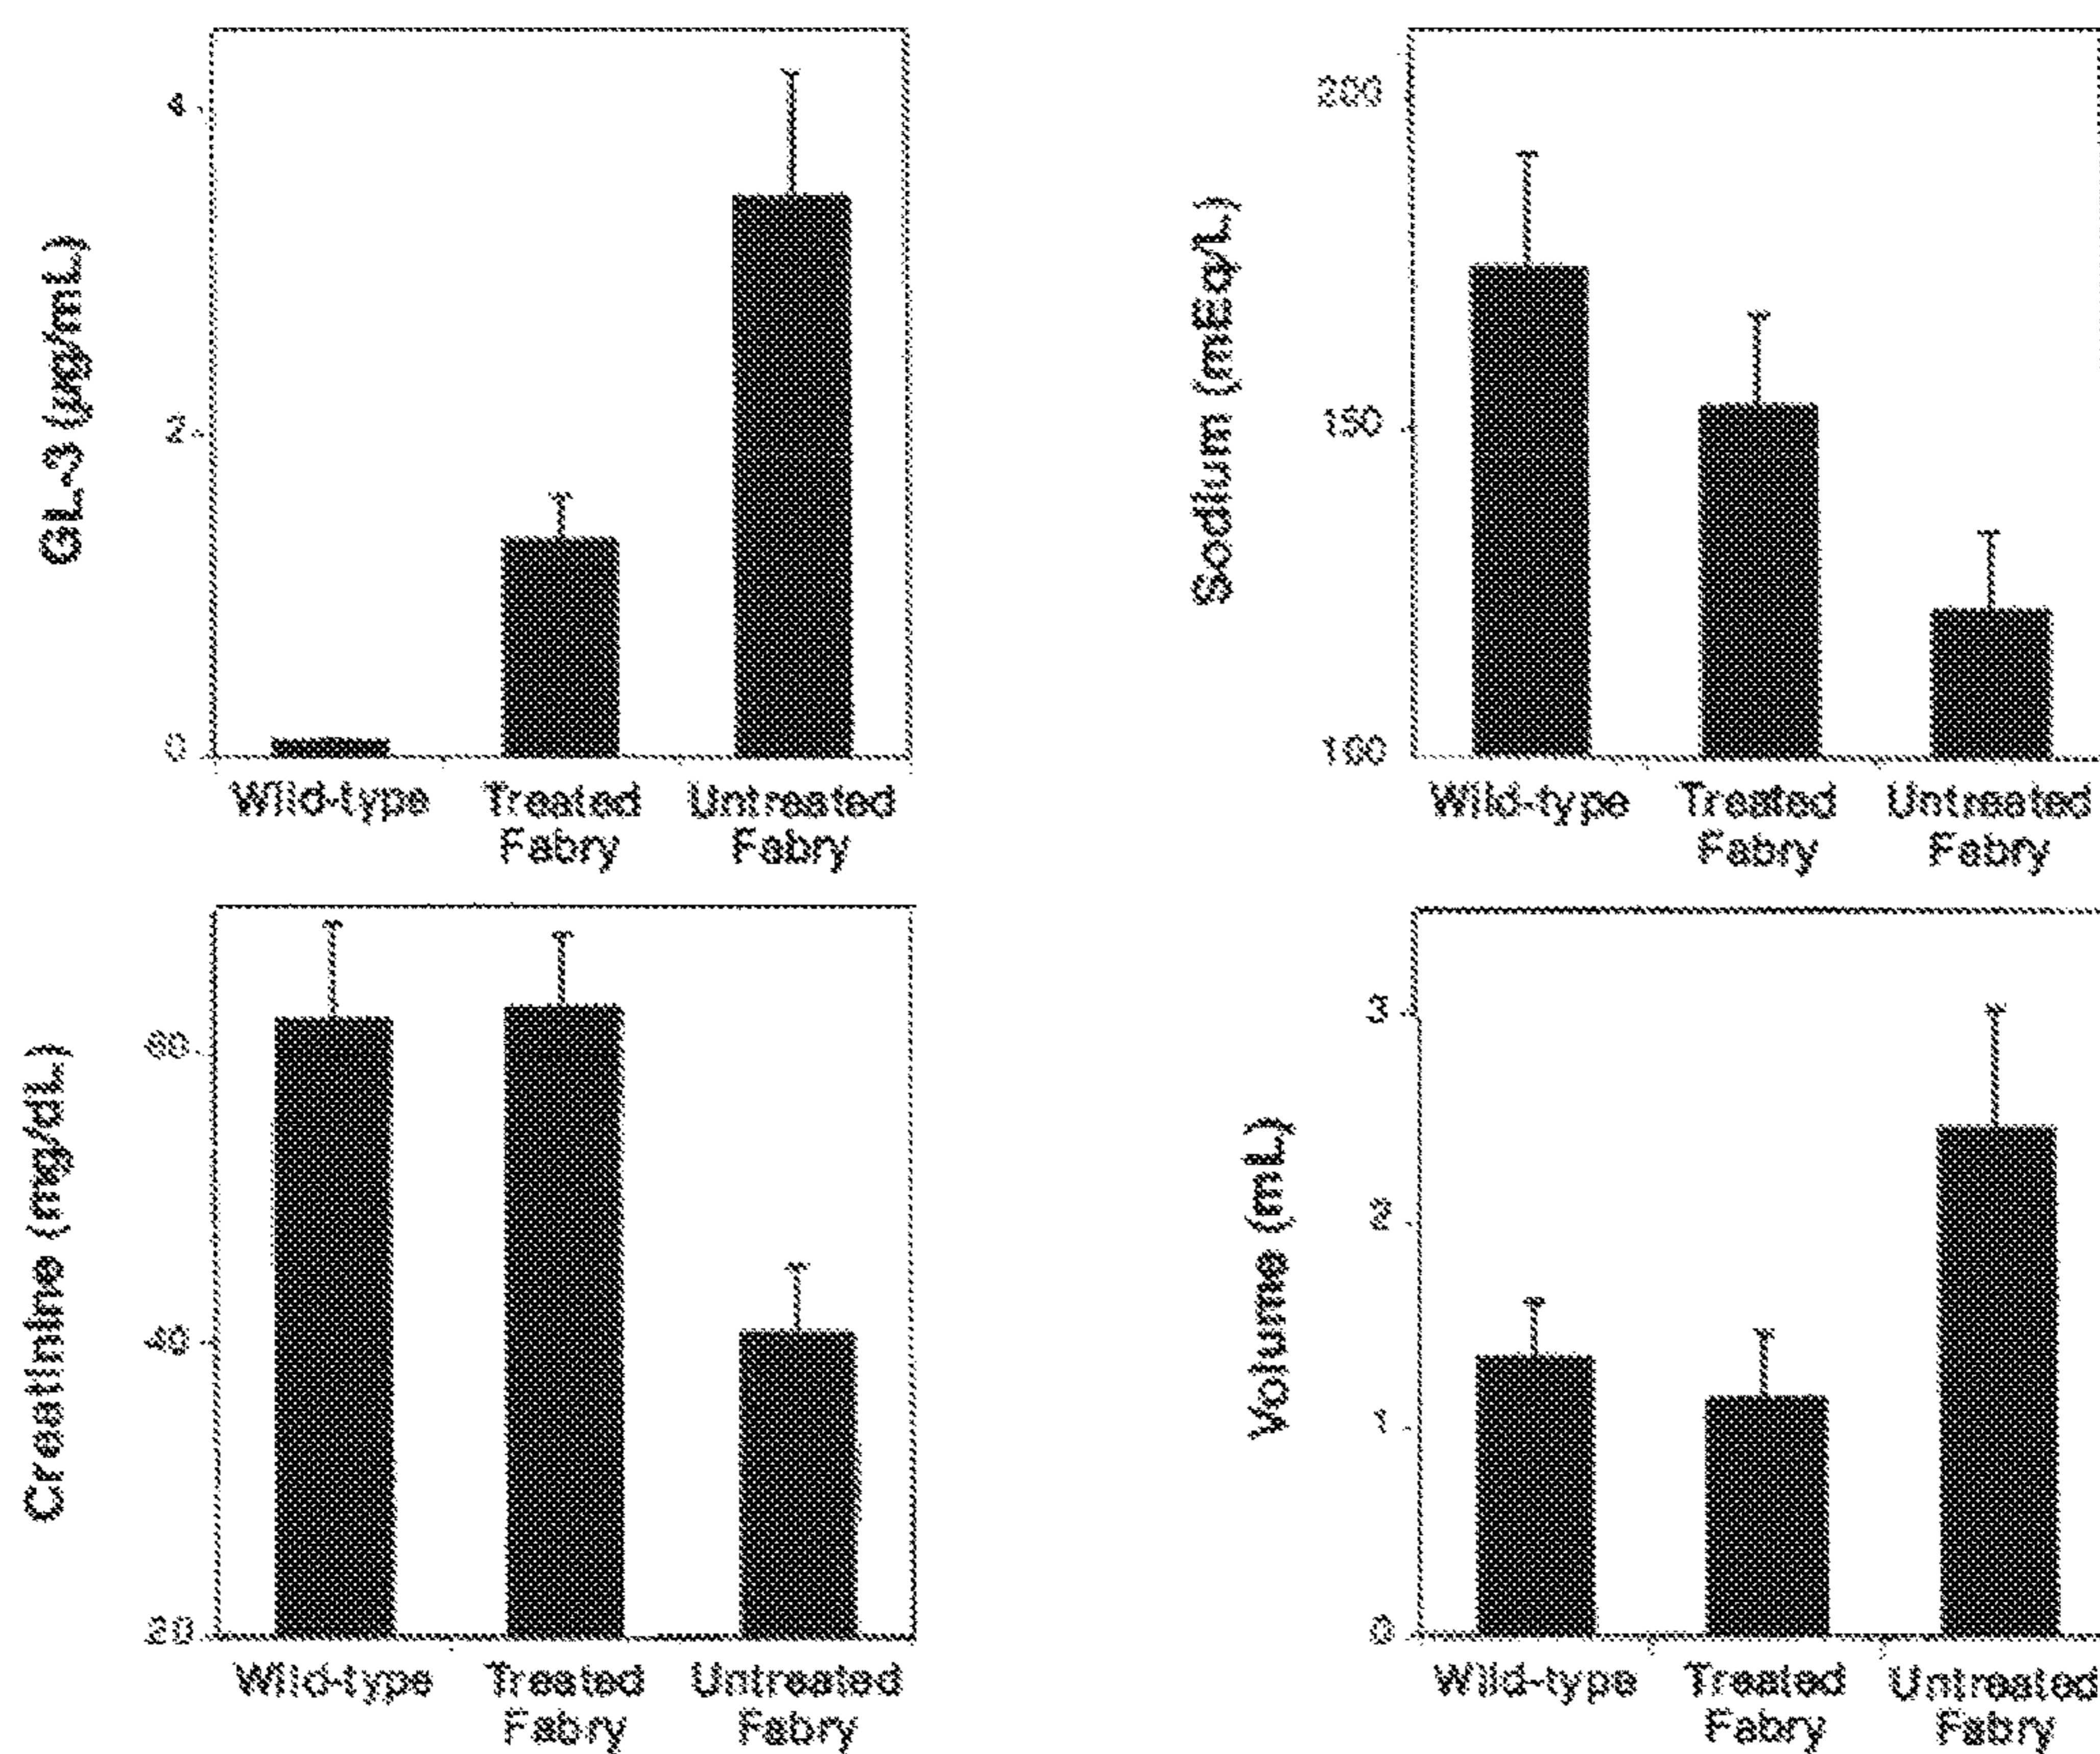 GL-3 (µg/mL)
4
2
0
Wild-type Treated Untreated
Fabry Fabry
Sodium (mEq/L)
200
150
100
Wild-type Treated Untreated
Fabry Fabry
Creatinine (mg/dL)
60
40
20
Wild-type Treated Untreated
Fabry Fabry
Volume (mL)
3
2
1
0
Wild-type Treated Untreated
Fabry Fabry